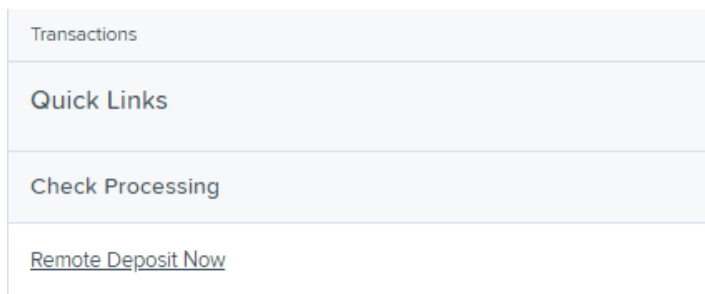 Transactions
Quick Links
Check Processing
Remote Deposit Now